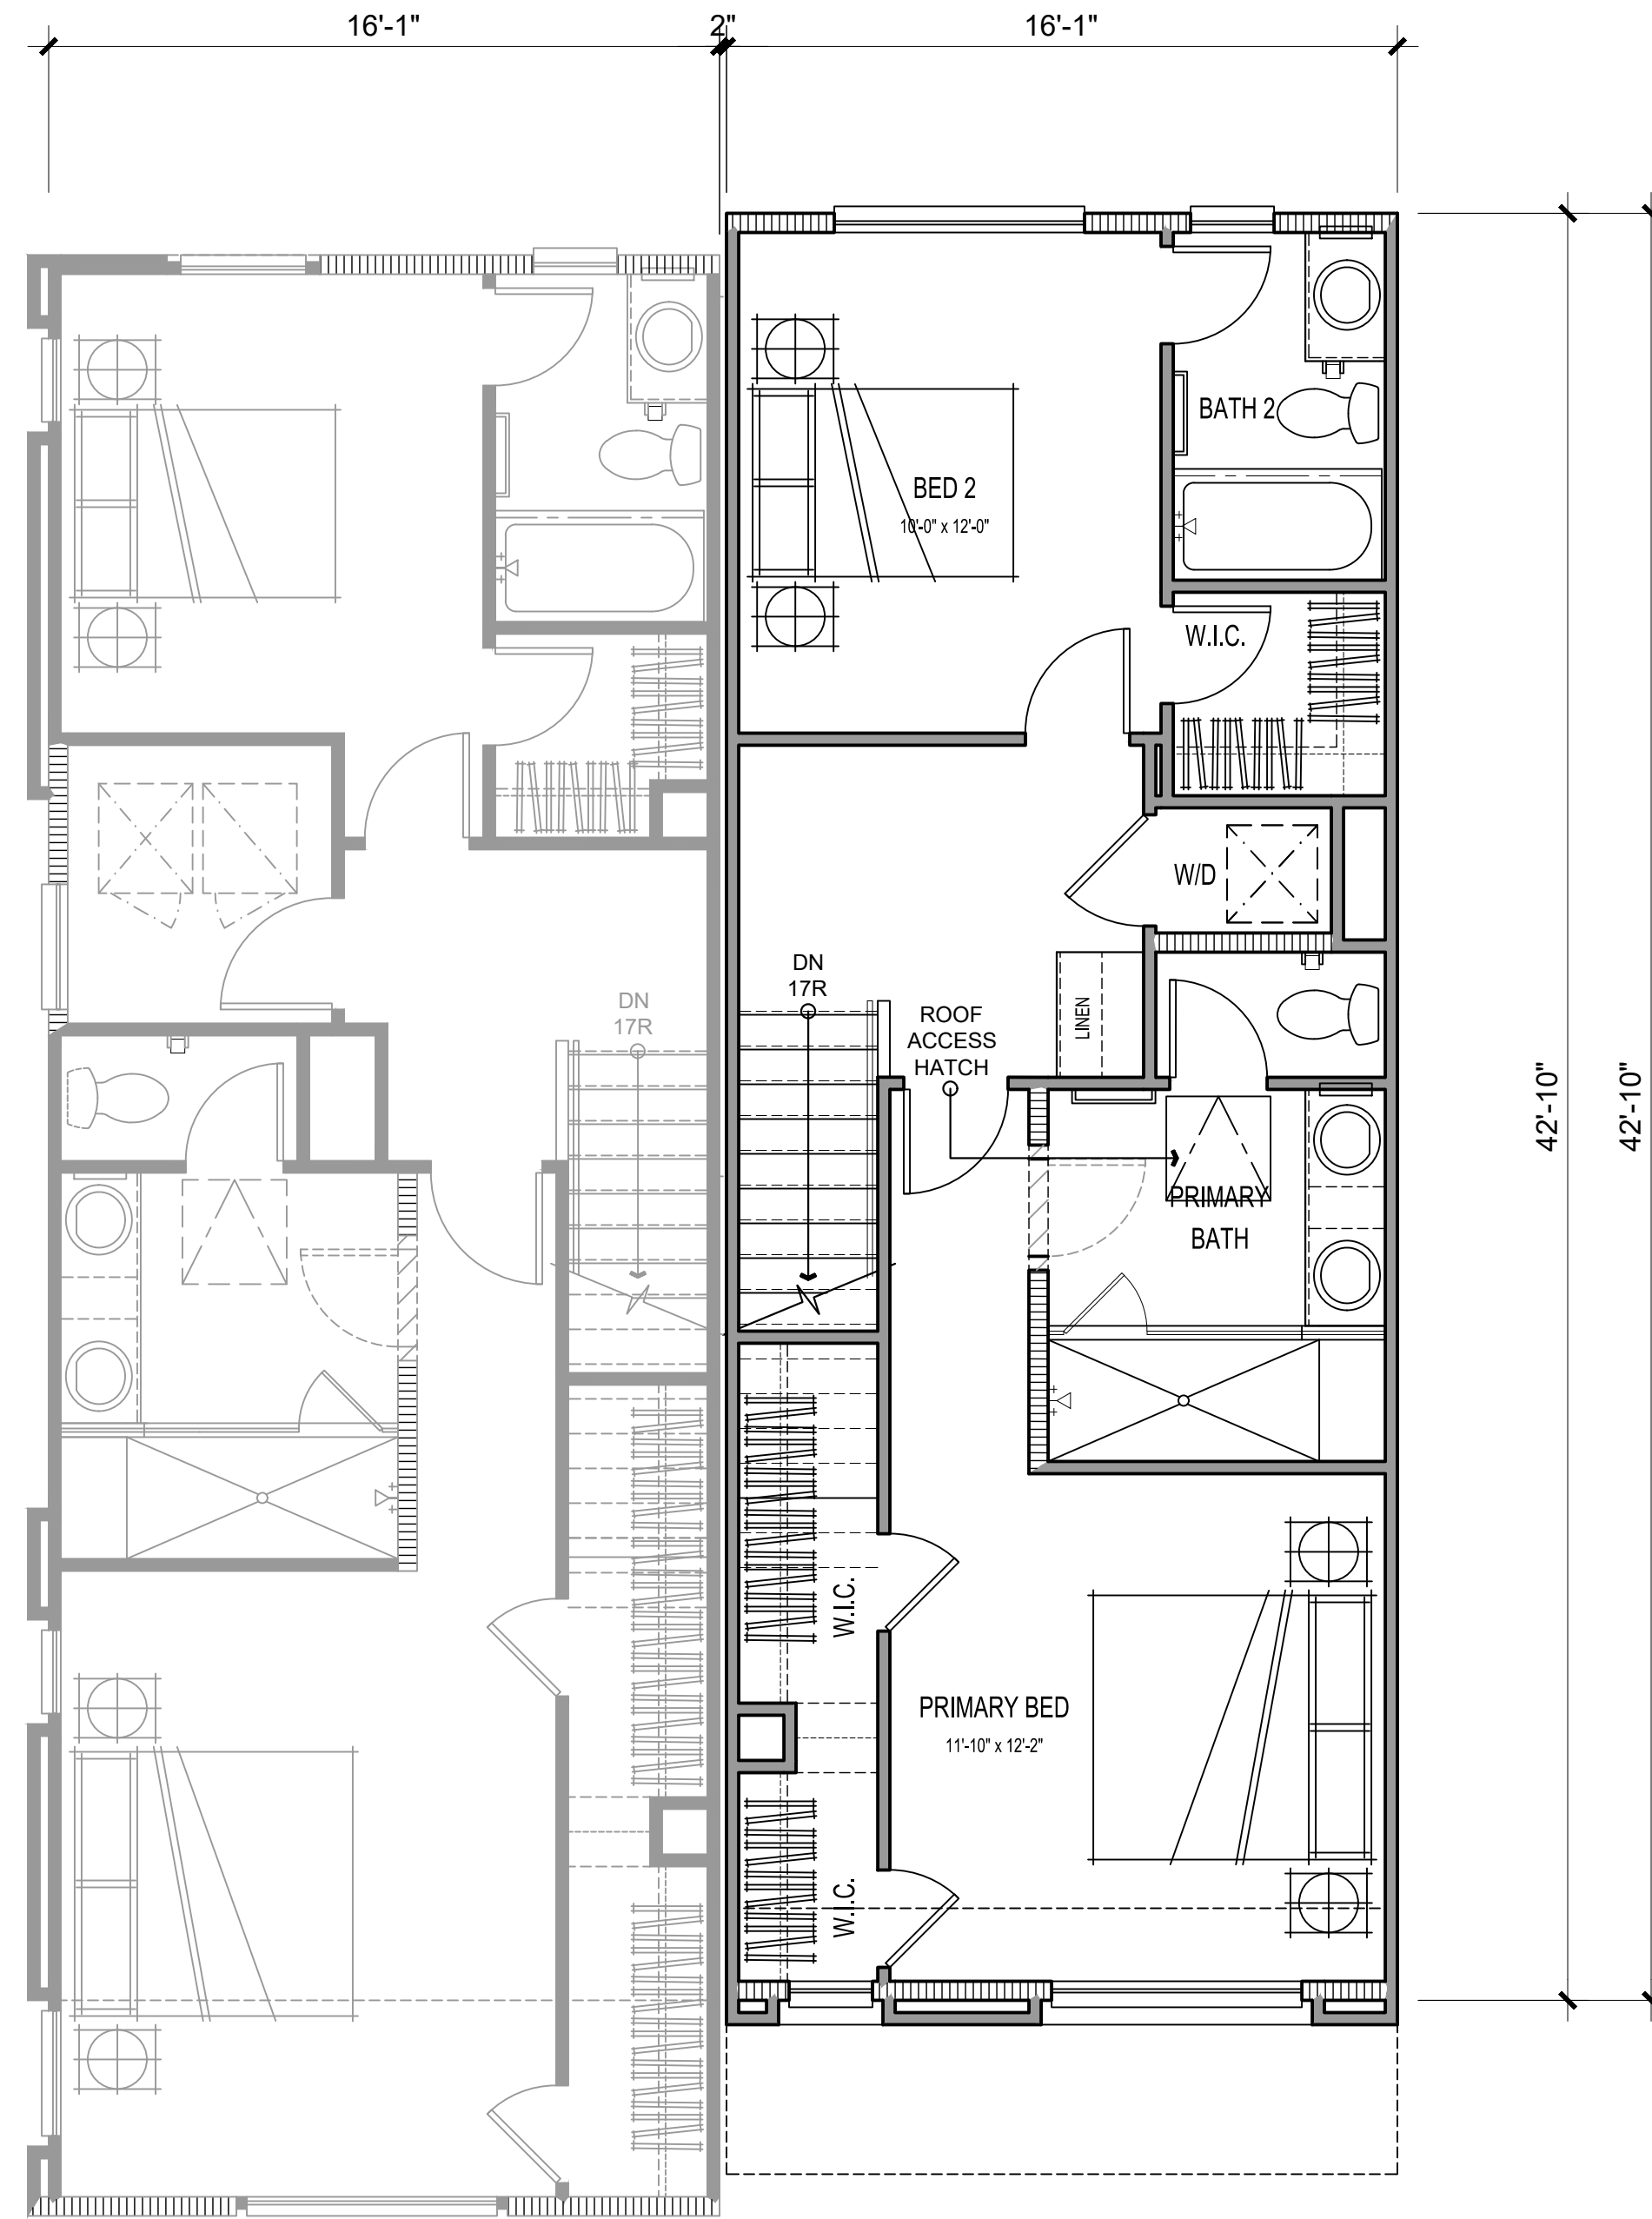 16'-1"
2"
16'-1"
BATH 2
BED 2
10'-0" x 12'-0"
W.I.C.
W/D
DN
17R
DN
17R
ROOF
ACCESS
HATCH
LINEN
42'-10"
42'-10"
PRIMARY
BATH
W.I.C.
PRIMARY BED
11'-10" x 12'-2"
W.I.C.